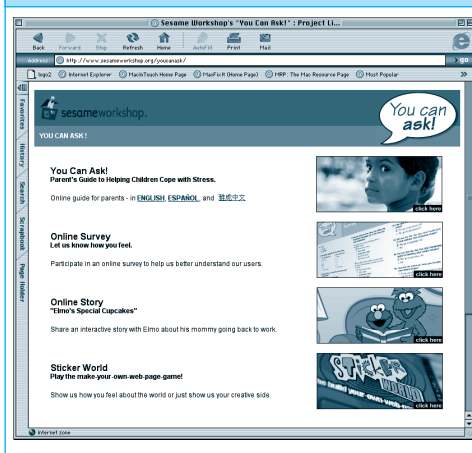 Sesame Workshop's "You Can Ask!" : Project Li...
Back Forward Stop Refresh Home AutoFill Print Mail
Address http://www.sesameworkshop.org/youcanask/ go
logo2 Internet Explorer MacInTouch Home Page MacFixIt (Home Page) MRP: The Mac Resource Page Most Popular
Favorites
History
Search
Scrapbook
Page Holder
sesameworkshop.
You can
ask!
YOU CAN ASK!
You Can Ask!
Parent's Guide to Helping Children Cope with Stress.
Online guide for parents - in ENGLISH, ESPAÑOL, and
click here
Online Survey
Let us know how you feel.
Participate in an online survey to help us better understand our users.
click here
Online Story
"Elmo's Special Cupcakes"
Share an interactive story with Elmo about his mommy going back to work.
click here
Sticker World
Play the make-your-own-web-page-game!
Show us how you feel about the world or just show us your creative side.
STICKER
WORLD
click here
Internet zone